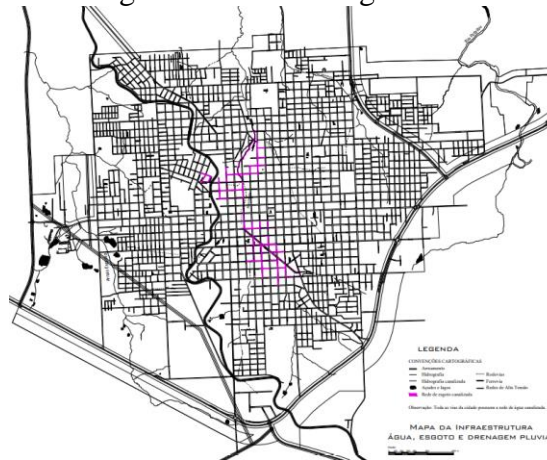 LEGENDA
CONVENÇÕES CARTOGRÁFICAS
Arruamento
Hidrografia
Hidrografia canalizada
Açudes e lagos
Rede de esgoto canalizada
Rodovias
Ferrovia
Redes de Alta Tensão
Observação: Toda as vias da cidade possuem a rede de água canalizada.
MAPA DA INFRAESTRUTURA
ÁGUA, ESGOTO E DRENAGEM PLUVIA